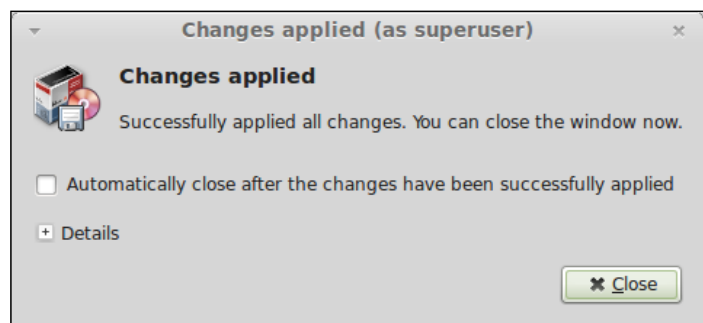 Changes applied (as superuser)
Changes applied
Successfully applied all changes. You can close the window now.
Automatically close after the changes have been successfully applied
Details
Close